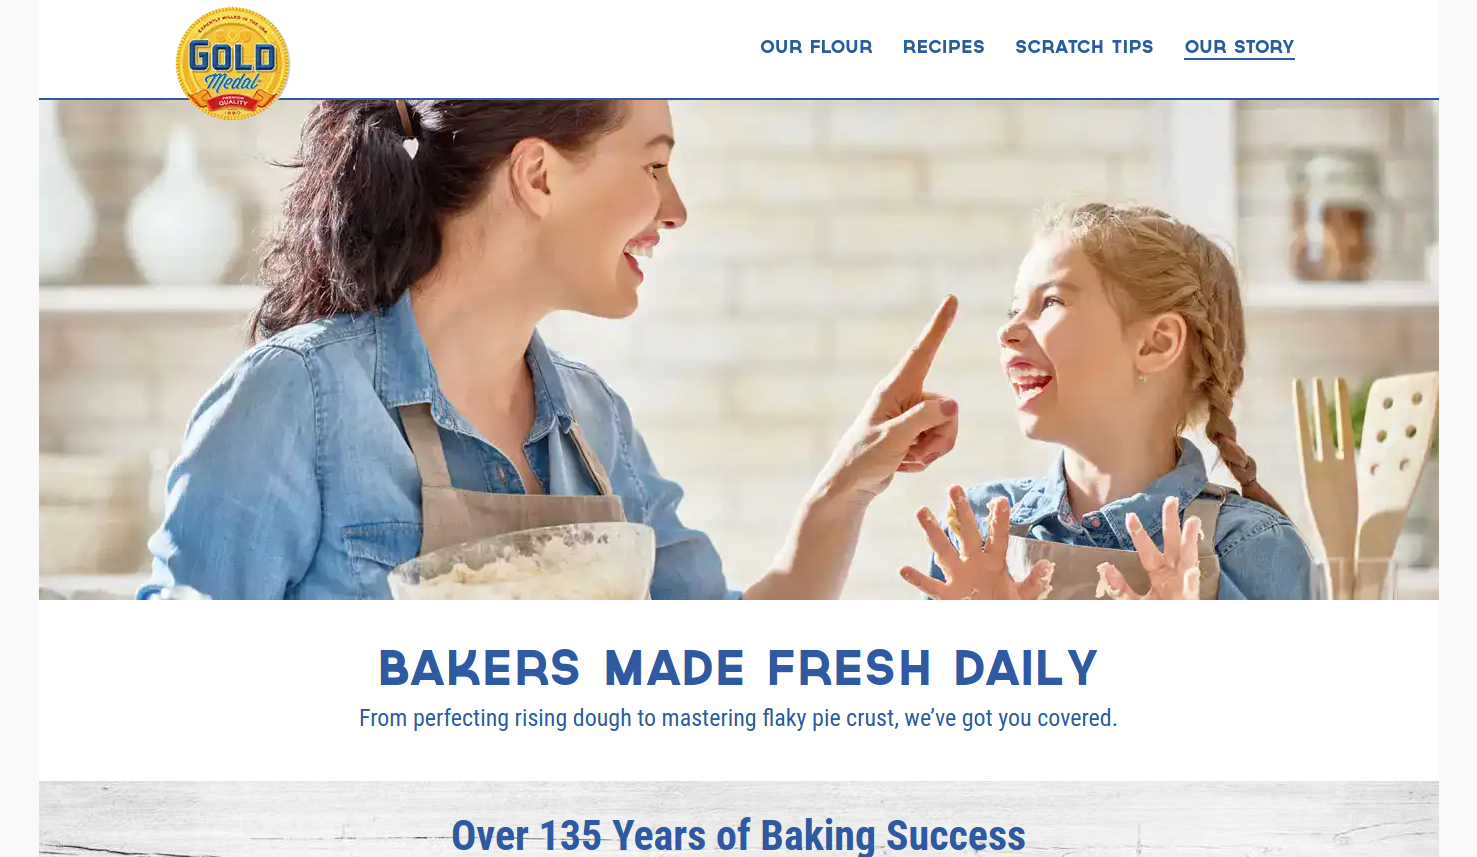 EXPERTLY MILLED IN THE USA
GOLD
Medal
PREMIUM
QUALITY
1880
OUR FLOUR
RECIPES
SCRATCH TIPS
OUR STORY
BAKERS MADE FRESH DAILY
From perfecting rising dough to mastering flaky pie crust, we’ve got you covered.
Over 135 Years of Baking Success